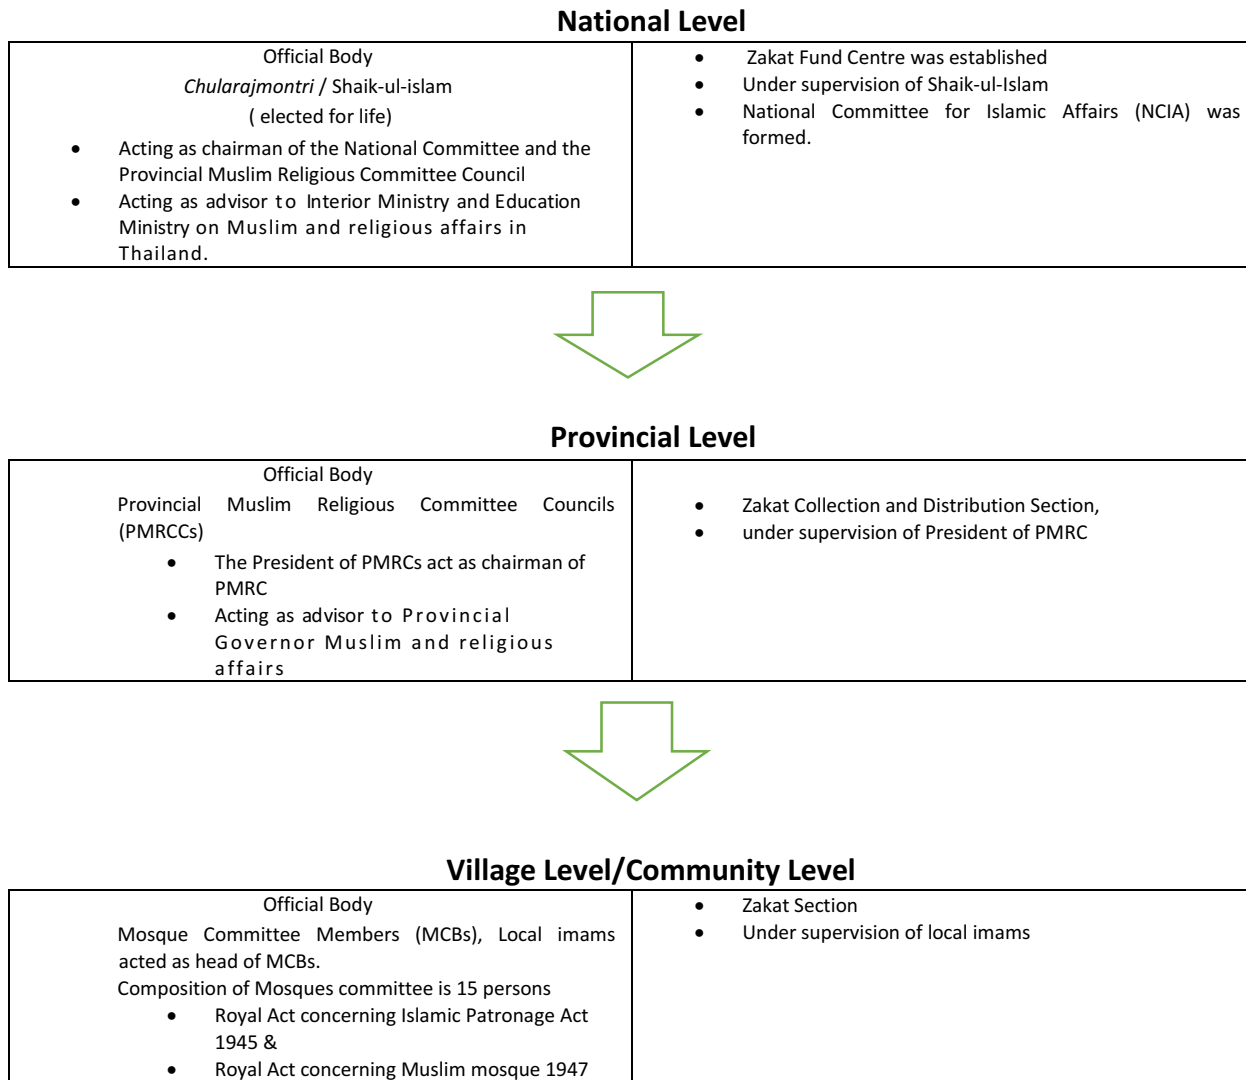 National Level
Official Body
Chularajmontri / Shaik-ul-islam
( elected for life)
• Acting as chairman of the National Committee and the
Provincial Muslim Religious Committee Council
• Acting as advisor to Interior Ministry and Education
Ministry on Muslim and religious affairs in
Thailand.
• Zakat Fund Centre was established
• Under supervision of Shaik-ul-Islam
• National Committee for Islamic Affairs (NCIA) was
formed.
Provincial Level
Official Body
Provincial Muslim Religious Committee Councils
(PMRCCs)
• The President of PMRCs act as chairman of
PMRC
• Acting as advisor to Provincial
Governor Muslim and religious
affairs
• Zakat Collection and Distribution Section,
• under supervision of President of PMRC
Village Level/Community Level
Official Body
Mosque Committee Members (MCBs), Local imams
acted as head of MCBs.
Composition of Mosques committee is 15 persons
• Royal Act concerning Islamic Patronage Act
1945 &
• Royal Act concerning Muslim mosque 1947
• Zakat Section
• Under supervision of local imams